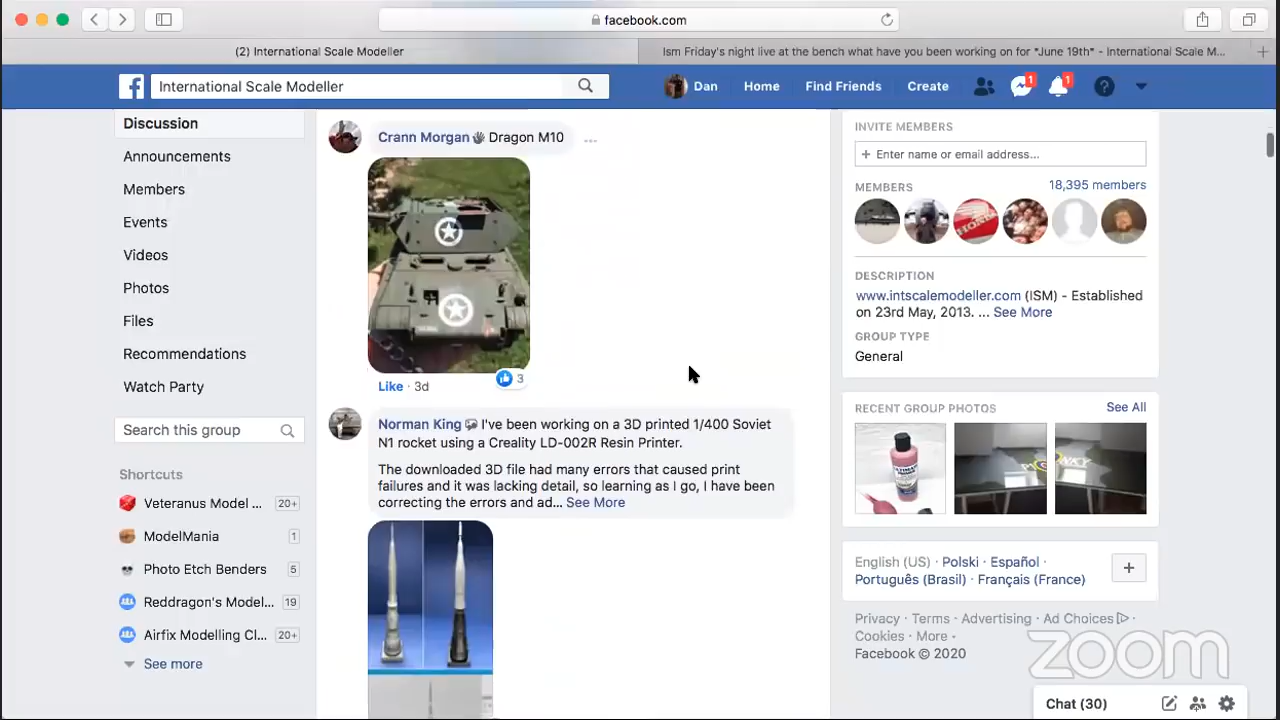 facebook.com
(2) International Scale Modeller
Ism Friday's night live at the bench what have you been working on for *June 19th* - International Scale M...
International Scale Modeller
Dan
Home
Find Friends
Create
1
1
Discussion
Announcements
Members
Events
Videos
Photos
Files
Recommendations
Watch Party
Search this group
Shortcuts
Veteranus Model ... 20+
ModelMania 1
Photo Etch Benders 5
Reddragon's Model... 19
Airfix Modelling Cl... 20+
See more
Crann Morgan Dragon M10
Like · 3d
3
Norman King I've been working on a 3D printed 1/400 Soviet
N1 rocket using a Creality LD-002R Resin Printer.
The downloaded 3D file had many errors that caused print
failures and it was lacking detail, so learning as I go, I have been
correcting the errors and ad... See More
INVITE MEMBERS
+ Enter name or email address...
MEMBERS
18,395 members
DESCRIPTION
www.intscalemodeller.com (ISM) - Established
on 23rd May, 2013. ... See More
GROUP TYPE
General
RECENT GROUP PHOTOS
See All
English (US) · Polski · Español ·
Português (Brasil) · Français (France)
Privacy · Terms · Advertising · Ad Choices ·
Cookies · More ·
Facebook © 2020
zoom
Chat (30)